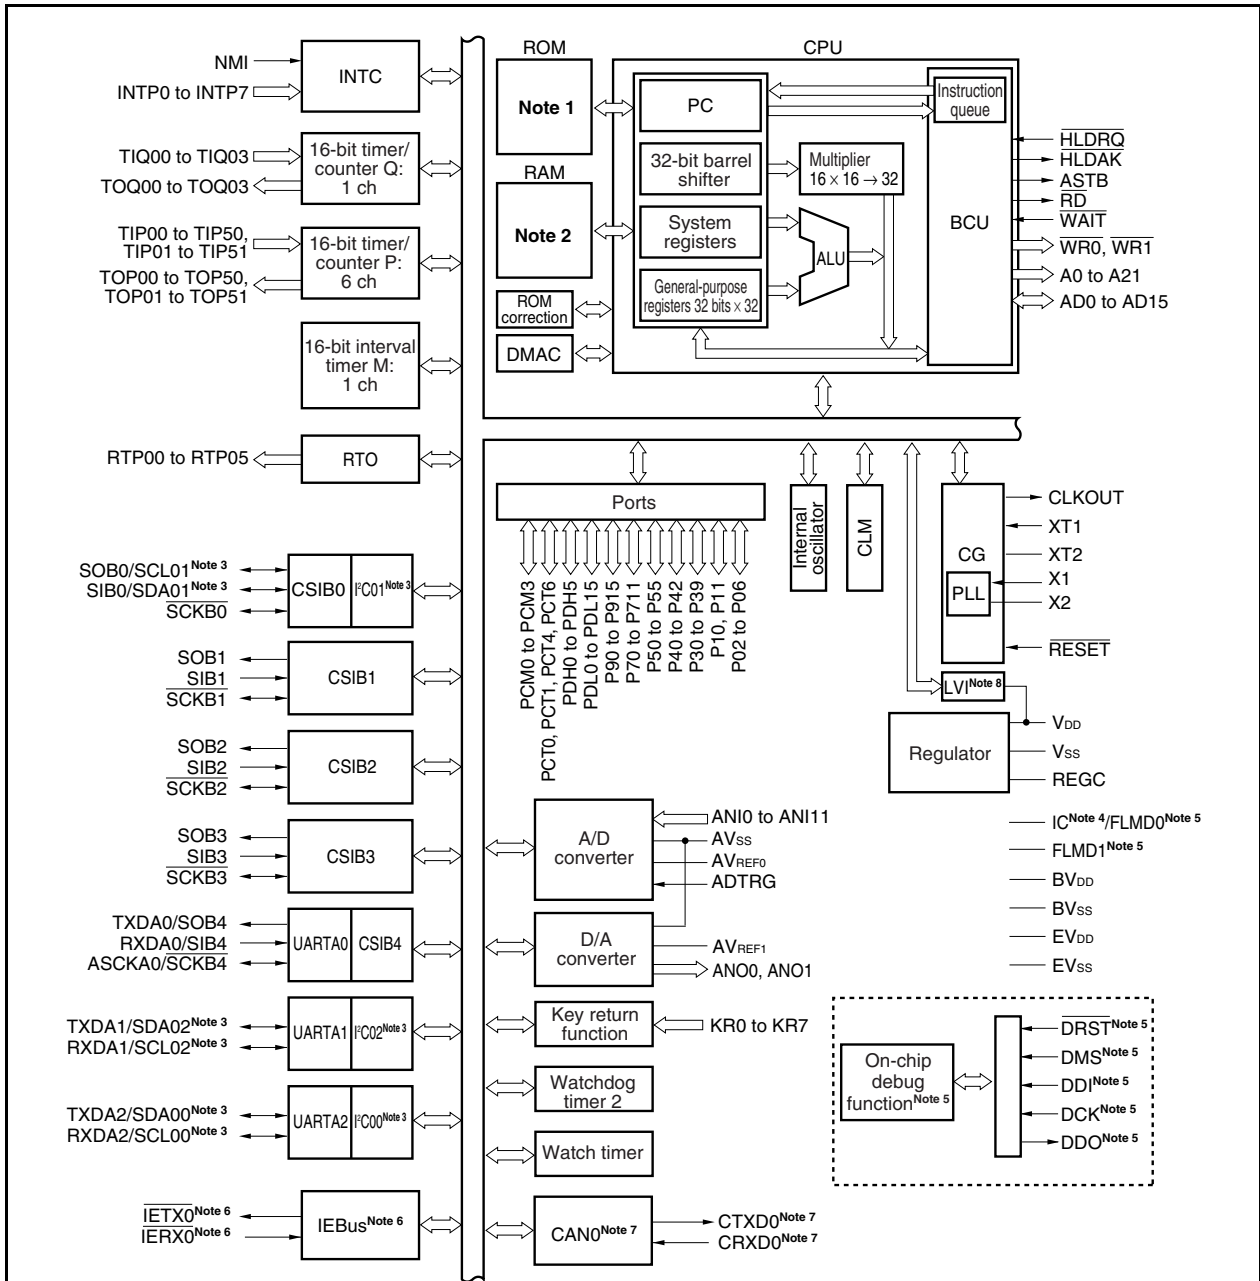 NMI
INTP0 to INTP7
INTC
TIQ00 to TIQ03
TOQ00 to TOQ03
16-bit timer/
counter Q:
1 ch
TIP00 to TIP50,
TIP01 to TIP51
TOP00 to TOP50,
TOP01 to TOP51
16-bit timer/
counter P:
6 ch
16-bit interval
timer M:
1 ch
RTP00 to RTP05
RTO
SOB0/SCL01Note 3
SIB0/SDA01Note 3
SCKB0
CSIB0
I²C01Note 3
SOB1
SIB1
SCKB1
CSIB1
SOB2
SIB2
SCKB2
CSIB2
SOB3
SIB3
SCKB3
CSIB3
TXDA0/SOB4
RXDA0/SIB4
ASCKA0/SCKB4
UARTA0
CSIB4
TXDA1/SDA02Note 3
RXDA1/SCL02Note 3
UARTA1
I²C02Note 3
TXDA2/SDA00Note 3
RXDA2/SCL00Note 3
UARTA2
I²C00Note 3
IETX0Note 6
IERX0Note 6
IEBusNote 6
ROM
Note 1
RAM
Note 2
ROM
correction
DMAC
CPU
PC
32-bit barrel
shifter
System
registers
General-purpose
registers 32 bits × 32
Multiplier
16 × 16 → 32
ALU
Instruction
queue
BCU
HLDRQ
HLDAK
ASTB
RD
WAIT
WR0, WR1
A0 to A21
AD0 to AD15
Ports
PCM0 to PCM3
PCT0, PCT1, PCT4, PCT6
PDH0 to PDH5
PDL0 to PDL15
P90 to P915
P70 to P711
P50 to P55
P40 to P42
P30 to P39
P10, P11
P02 to P06
Internal
oscillator
CLM
CG
PLL
CLKOUT
XT1
XT2
X1
X2
RESET
LVINote 8
Regulator
VDD
VSS
REGC
ICNote 4/FLMD0Note 5
FLMD1Note 5
BVDD
BVSS
EVDD
EVSS
A/D
converter
ANI0 to ANI11
AVSS
AVREF0
ADTRG
D/A
converter
AVREF1
ANO0, ANO1
Key return
function
KR0 to KR7
Watchdog
timer 2
Watch timer
CAN0Note 7
CTXD0Note 7
CRXD0Note 7
On-chip
debug
functionNote 5
DRSTNote 5
DMSNote 5
DDINote 5
DCKNote 5
DDONote 5